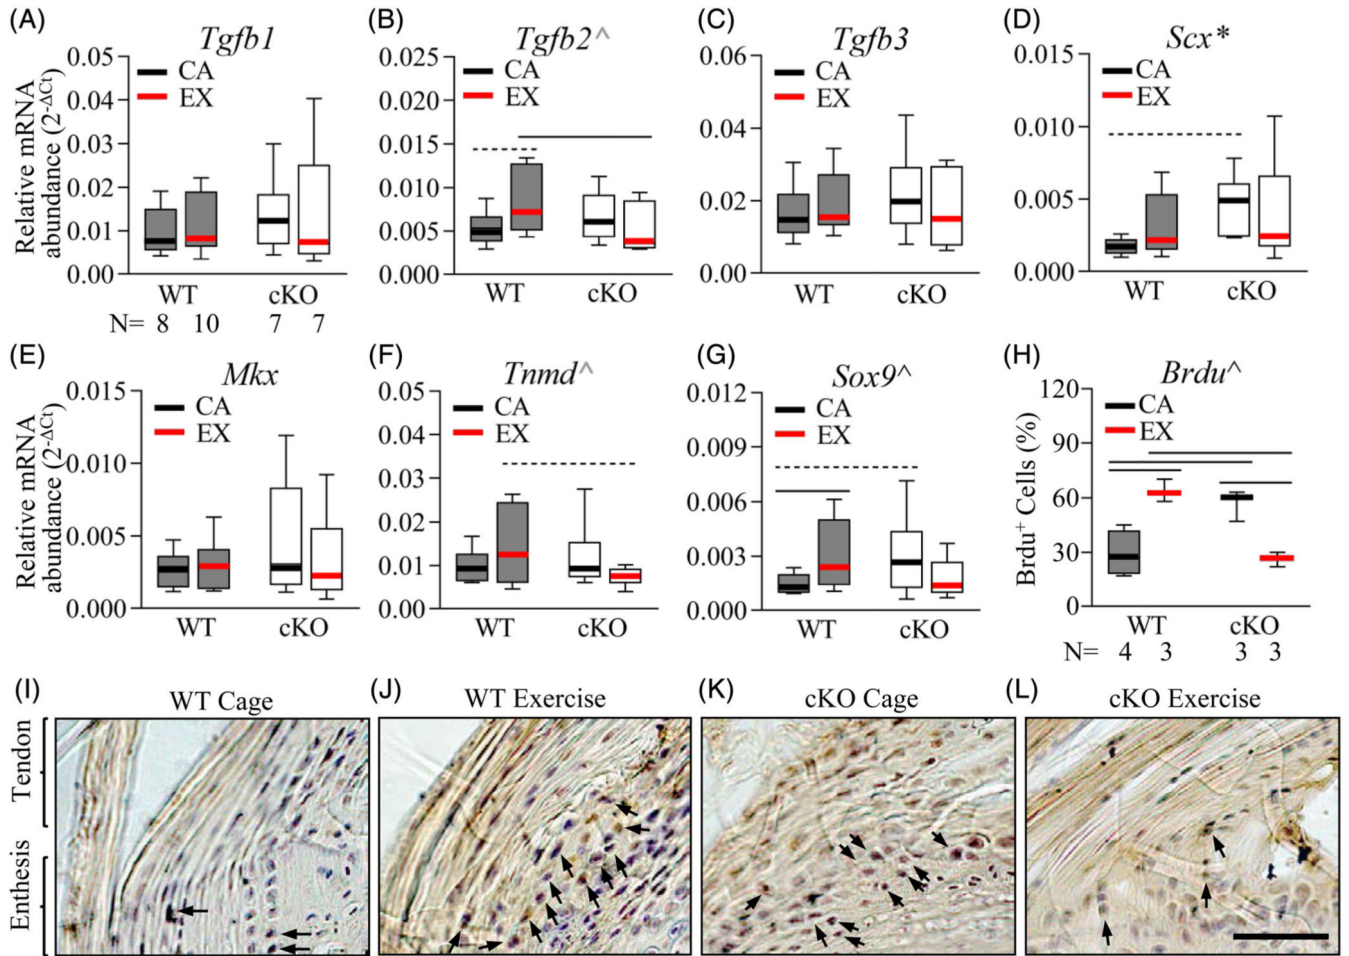 (A) Tgfb1
Relative mRNA
abundance (2-ΔCt)
0.05
0.04
0.03
0.02
0.01
0.00
CA
EX
WT cKO
N= 8 10 7 7
(B) Tgfb2^
0.025
0.020
0.015
0.010
0.005
0.000
CA
EX
WT cKO
(C) Tgfb3
0.06
0.04
0.02
0.00
CA
EX
WT cKO
(D) Scx*
0.015
0.010
0.005
0.000
CA
EX
WT cKO
(E) Mkx
Relative mRNA
abundance (2-ΔCt)
0.015
0.010
0.005
0.000
CA
EX
WT cKO
(F) Tnmd^
0.05
0.04
0.03
0.02
0.01
0.00
CA
EX
WT cKO
(G) Sox9^
0.012
0.009
0.006
0.003
0.000
CA
EX
WT cKO
(H) Brdu^
Brdu+ Cells (%)
120
90
60
30
0
CA
EX
WT cKO
N= 4 3 3 3
(I) WT Cage
(J) WT Exercise
(K) cKO Cage
(L) cKO Exercise
Tendon
Enthesis